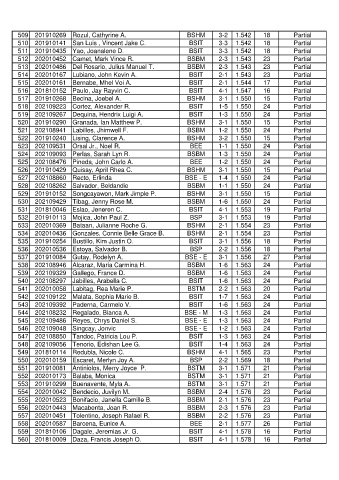 509 201910269 Rozul, Cathrine A. BSHM 3-2 1.542 18 Partial
510 201910141 San Luis , Vincent Jake C. BSIT 3-3 1.542 18 Partial
511 201910435 Yao, Joanalene D. BSIT 3-3 1.542 18 Partial
512 202010452 Camet, Mark Vince R. BSBM 2-3 1.543 23 Partial
513 202010486 Del Rosario, Julius Manuel T. BSBM 2-3 1.543 23 Partial
514 202010167 Lubiano, John Kevin A. BSIT 2-1 1.543 23 Partial
515 202010161 Bernabe, Mhel Voi A. BSIT 2-1 1.544 17 Partial
516 201810152 Paulo, Jay Rayvin C. BSIT 4-1 1.547 16 Partial
517 201910268 Becina, Joebel A. BSHM 3-1 1.550 15 Partial
518 202109223 Cortez, Alexander R. BSIT 1-5 1.550 24 Partial
519 202109267 Dequina, Hendrix Luigi A. BSIT 1-3 1.550 24 Partial
520 201910290 Granada, Ian Matthew P. BSHM 3-1 1.550 15 Partial
521 202108941 Labilles, Jhimwell F. BSBM 1-2 1.550 24 Partial
522 201910240 Lising, Clarence A. BSHM 3-2 1.550 15 Partial
523 202109531 Orsal Jr., Noel R. BEE 1-1 1.550 24 Partial
524 202109093 Perlas, Sarah Lyn R. BSBM 1-3 1.550 24 Partial
525 202108476 Pineda, John Carlo A. BEE 1-2 1.550 24 Partial
526 201910429 Quissy, April Rhea C. BSHM 3-1 1.550 15 Partial
527 202108860 Recto, Erlinda BSE - E 1-4 1.550 24 Partial
528 202108262 Salvador, Beldandis BSBM 1-1 1.550 24 Partial
529 201910152 Songcayawon, Mark Jimple P. BSHM 3-1 1.550 15 Partial
530 202109429 Tibag, Jenny Rose M. BSBM 1-6 1.550 24 Partial
531 201810046 Estao, Jeneren C. BSIT 4-1 1.553 19 Partial
532 201910113 Mojica, John Paul Z. BSP 3-1 1.553 19 Partial
533 202010369 Bataan, Julianne Roche G. BSHM 2-1 1.554 23 Partial
534 202010436 Gonzales, Connie Belle Grace B. BSHM 2-1 1.554 23 Partial
535 201910254 Bustillo, Kim Justin O. BSIT 3-1 1.556 18 Partial
536 202010536 Estoya, Salvador B. BSP 2-2 1.556 18 Partial
537 201910084 Gutay, Rodelyn A. BSE - E 3-1 1.556 27 Partial
538 202108946 Alcaraz, Maria Carmina H. BSBM 1-6 1.563 24 Partial
539 202109329 Gallego, France D. BSBM 1-6 1.563 24 Partial
540 202108297 Jabilles, Arabella C. BSIT 1-6 1.563 24 Partial
541 202010058 Labitag, Rea Marie P. BSTM 2-2 1.563 20 Partial
542 202109122 Malata, Sophia Marie B. BSIT 1-7 1.563 24 Partial
543 202109392 Paderna, Carmelo V. BSIT 1-6 1.563 24 Partial
544 202108232 Regalado, Bianca A. BSE - M 1-3 1.563 24 Partial
545 202109486 Reyes, Chrys Daniel S. BSE - E 1-3 1.563 24 Partial
546 202109048 Singcay, Jonvic BSE - E 1-2 1.563 24 Partial
547 202108850 Tandoc, Patricia Lou P. BSIT 1-3 1.563 24 Partial
548 202109056 Tenorio, Edishan Lee G. BSIT 1-4 1.563 24 Partial
549 201810114 Redubla, Nicole C. BSHM 4-1 1.565 23 Partial
550 202010159 Escarel, Merlyn Joy A. BSP 2-2 1.569 18 Partial
551 201910081 Antiniolos, Merry Joyce P. BSTM 3-1 1.571 21 Partial
552 202010173 Balaba, Monica BSTM 3-1 1.571 21 Partial
553 201910299 Buenavente, Myla A. BSTM 3-1 1.571 21 Partial
554 202010042 Bendecio, Juvilyn M. BSBM 2-4 1.576 23 Partial
555 202010523 Bonifacio, Janella Camille B. BSBM 2-1 1.576 23 Partial
556 202010443 Macabenta, Joan R. BSBM 2-3 1.576 23 Partial
557 202010451 Tolentino, Joseph Rafael R. BSBM 2-2 1.576 23 Partial
558 202010587 Barcena, Eunice A. BEE 2-1 1.577 26 Partial
559 201810106 Dagale, Jeremias Jr. G. BSIT 4-1 1.578 16 Partial
560 201810009 Daza, Francis Joseph O. BSIT 4-1 1.578 16 Partial